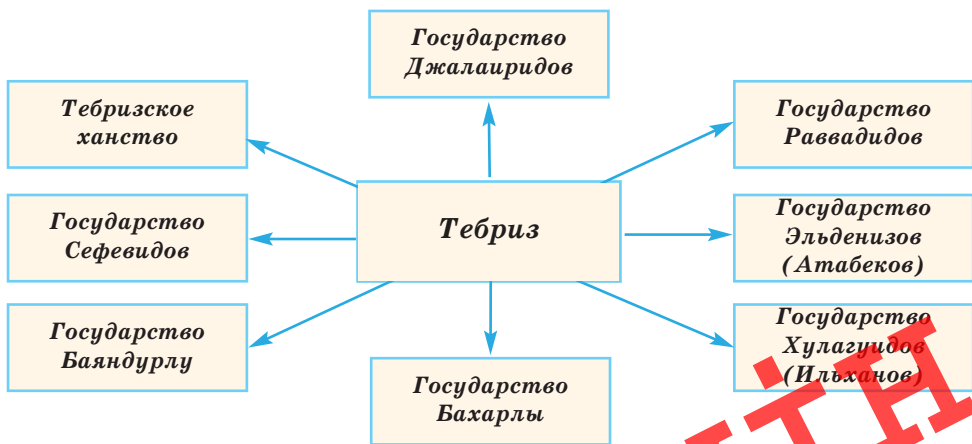 Государство
Джалаиридов
Тебризское
ханство
Государство
Раввадидов
Государство
Сефевидов
Тебриз
Государство
Эльденизов
(Атабеков)
Государство
Баяндурлу
Государство
Бахарлы
Государство
Хулагуидов
(Ильханов)